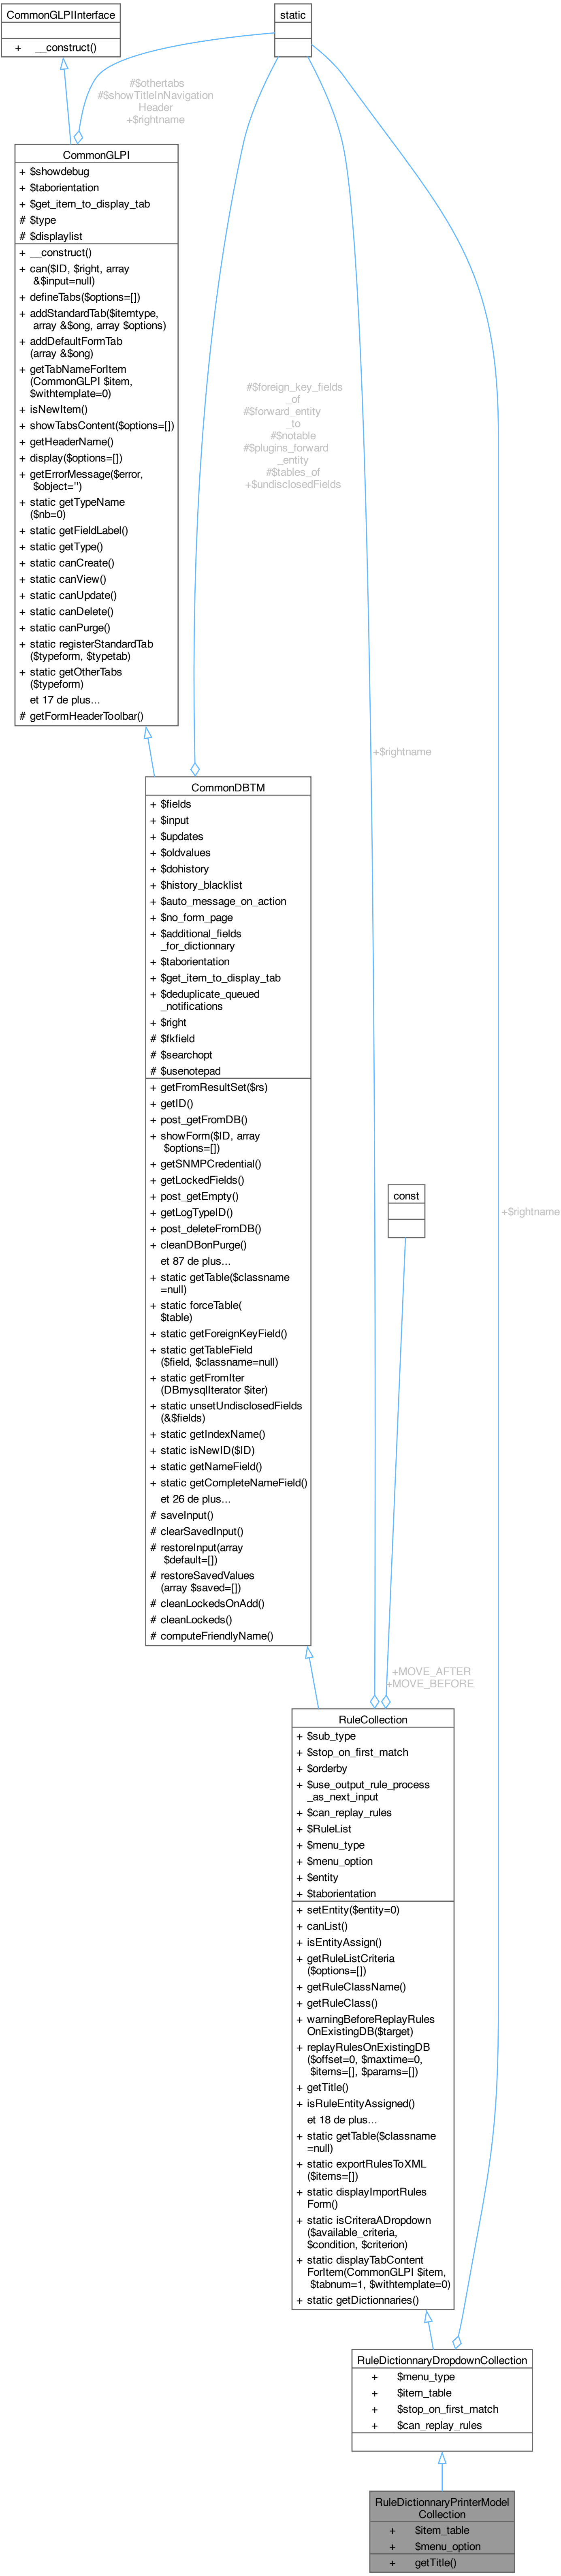 CommonGLPIInterface
+ __construct()
static
#$othertabs
#$showTitleInNavigation
Header
+$rightname
CommonGLPI
+ $showdebug
+ $taborientation
+ $get_item_to_display_tab
# $type
# $displaylist
+ __construct()
+ can($ID, $right, array
&$input=null)
+ defineTabs($options=[])
+ addStandardTab($itemtype,
array &$ong, array $options)
+ addDefaultFormTab
(array &$ong)
+ getTabNameForItem
(CommonGLPI $item,
$withtemplate=0)
+ isNewItem()
+ showTabsContent($options=[])
+ getHeaderName()
+ display($options=[])
+ getErrorMessage($error,
$object='')
+ static getTypeName
($nb=0)
+ static getFieldLabel()
+ static getType()
+ static canCreate()
+ static canView()
+ static canUpdate()
+ static canDelete()
+ static canPurge()
+ static registerStandardTab
($typeform, $typetab)
+ static getOtherTabs
($typeform)
et 17 de plus...
# getFormHeaderToolbar()
#$foreign_key_fields
_of
#$forward_entity
_to
#$notable
#$plugins_forward
_entity
#$tables_of
+$undisclosedFields
+$rightname
CommonDBTM
+ $fields
+ $input
+ $updates
+ $oldvalues
+ $dohistory
+ $history_blacklist
+ $auto_message_on_action
+ $no_form_page
+ $additional_fields
_for_dictionnary
+ $taborientation
+ $get_item_to_display_tab
+ $deduplicate_queued
_notifications
+ $right
# $fkfield
# $searchopt
# $usenotepad
+ getFromResultSet($rs)
+ getID()
+ post_getFromDB()
+ showForm($ID, array
$options=[])
+ getSNMPCredential()
+ getLockedFields()
+ post_getEmpty()
+ getLogTypeID()
+ post_deleteFromDB()
+ cleanDBonPurge()
et 87 de plus...
+ static getTable($classname
=null)
+ static forceTable(
$table)
+ static getForeignKeyField()
+ static getTableField
($field, $classname=null)
+ static getFromIter
(DBmysqlIterator $iter)
+ static unsetUndisclosedFields
(&$fields)
+ static getIndexName()
+ static isNewID($ID)
+ static getNameField()
+ static getCompleteNameField()
et 26 de plus...
# saveInput()
# clearSavedInput()
# restoreInput(array
$default=[])
# restoreSavedValues
(array $saved=[])
# cleanLockedsOnAdd()
# cleanLockeds()
# computeFriendlyName()
const
+$rightname
+MOVE_AFTER
+MOVE_BEFORE
RuleCollection
+ $sub_type
+ $stop_on_first_match
+ $orderby
+ $use_output_rule_process
_as_next_input
+ $can_replay_rules
+ $RuleList
+ $menu_type
+ $menu_option
+ $entity
+ $taborientation
+ setEntity($entity=0)
+ canList()
+ isEntityAssign()
+ getRuleListCriteria
($options=[])
+ getRuleClassName()
+ getRuleClass()
+ warningBeforeReplayRules
OnExistingDB($target)
+ replayRulesOnExistingDB
($offset=0, $maxtime=0,
$items=[], $params=[])
+ getTitle()
+ isRuleEntityAssigned()
et 18 de plus...
+ static getTable($classname
=null)
+ static exportRulesToXML
($items=[])
+ static displayImportRules
Form()
+ static isCriteraADropdown
($available_criteria,
$condition, $criterion)
+ static displayTabContent
ForItem(CommonGLPI $item,
$tabnum=1, $withtemplate=0)
+ static getDictionnaries()
RuleDictionnaryDropdownCollection
+ $menu_type
+ $item_table
+ $stop_on_first_match
+ $can_replay_rules
RuleDictionnaryPrinterModel
Collection
+ $item_table
+ $menu_option
+ getTitle()